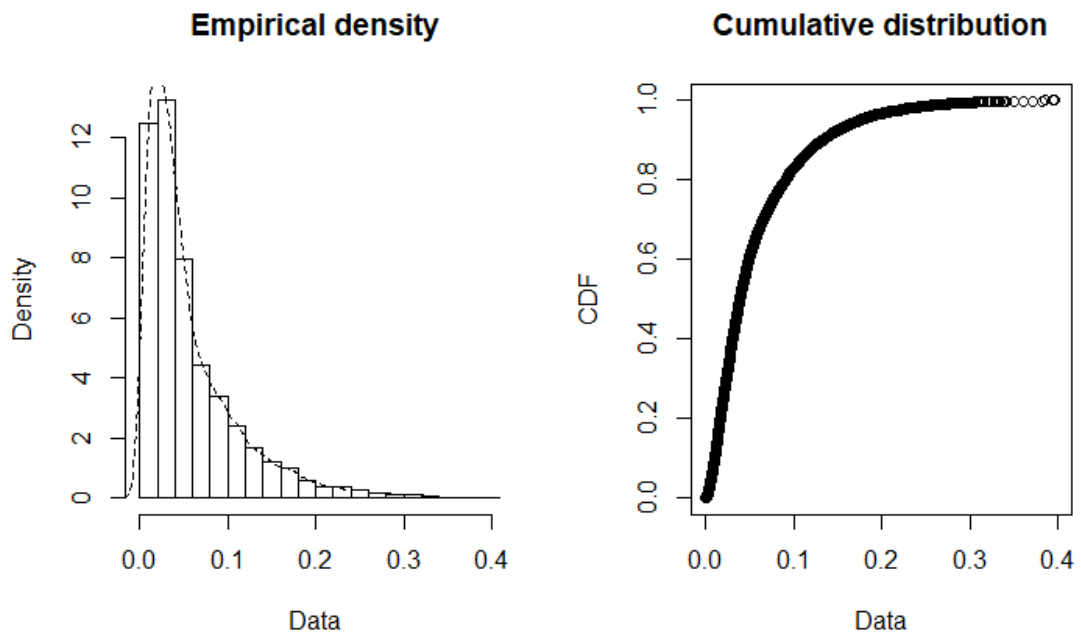 Empirical density
Density
0 2 4 6 8 10 12
0.0 0.1 0.2 0.3 0.4
Data
Cumulative distribution
CDF
0.0 0.2 0.4 0.6 0.8 1.0
0.0 0.1 0.2 0.3 0.4
Data